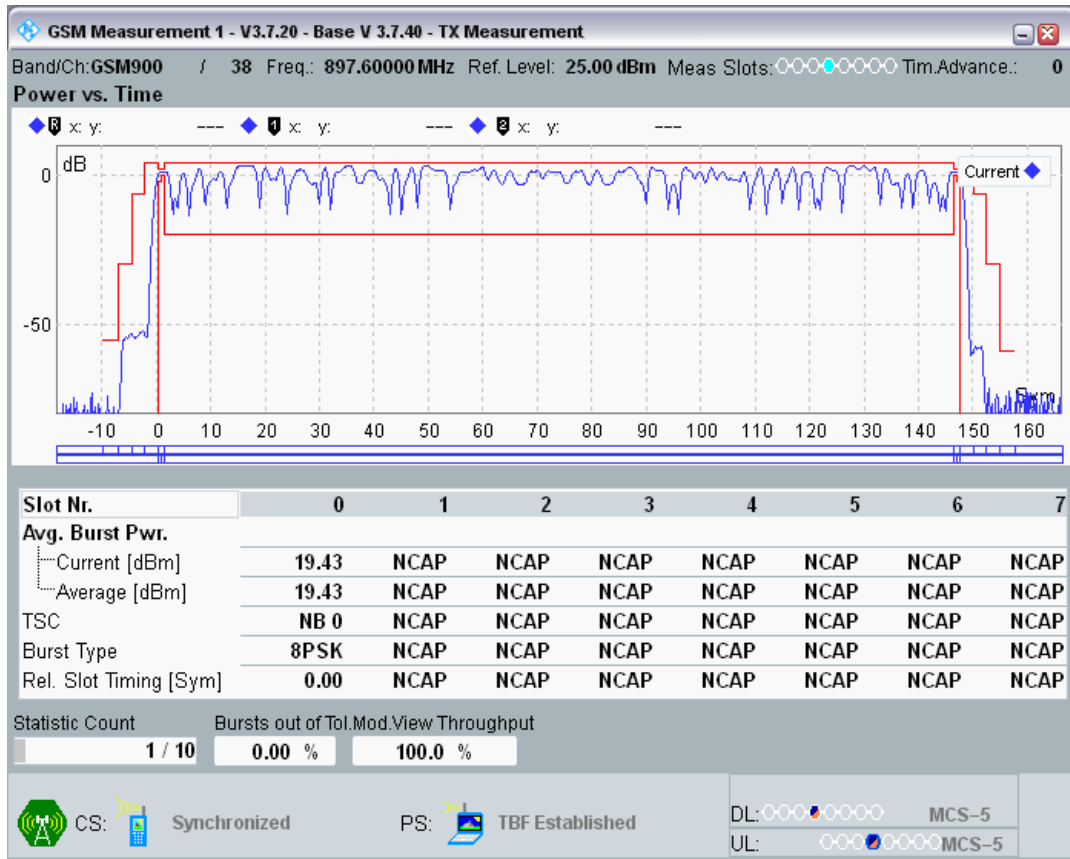 GSM Measurement 1 - V3.7.20 - Base V 3.7.40 - TX Measurement
Band/Ch:GSM900 / 38 Freq.: 897.60000 MHz Ref. Level: 25.00 dBm Meas Slots: Tim.Advance.: 0
Power vs. Time
R x: y: --- 1 x: y: --- 2 x: y: ---
dB
Current
0
-50
Sym
-10 0 10 20 30 40 50 60 70 80 90 100 110 120 130 140 150 160
Slot Nr. 0 1 2 3 4 5 6 7
Avg. Burst Pwr.
Current [dBm] 19.43 NCAP NCAP NCAP NCAP NCAP NCAP NCAP
Average [dBm] 19.43 NCAP NCAP NCAP NCAP NCAP NCAP NCAP
TSC NB 0 NCAP NCAP NCAP NCAP NCAP NCAP NCAP
Burst Type 8PSK NCAP NCAP NCAP NCAP NCAP NCAP NCAP
Rel. Slot Timing [Sym] 0.00 NCAP NCAP NCAP NCAP NCAP NCAP NCAP
Statistic Count Bursts out of Tol.Mod.View Throughput
1 / 10 0.00 % 100.0 %
CS: Synchronized PS: TBF Established DL: MCS-5
UL: MCS-5